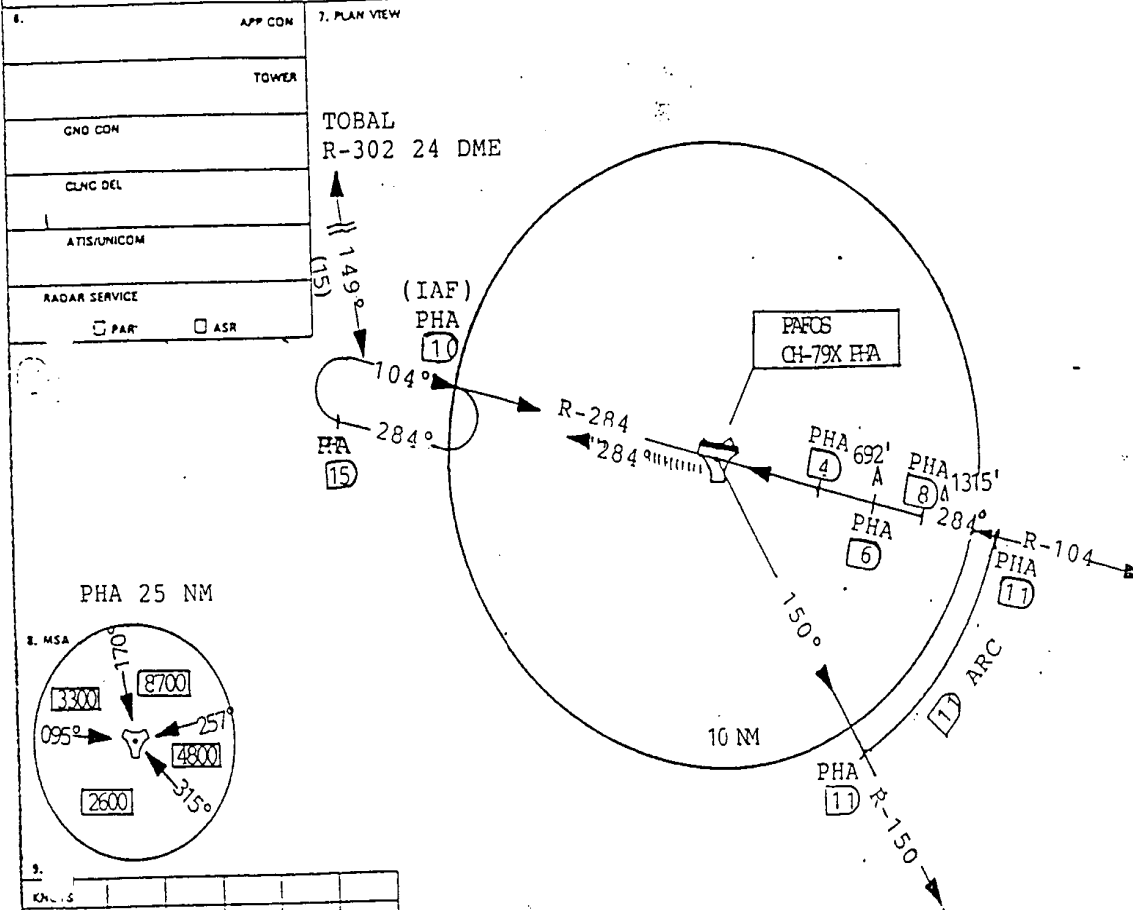 6. APP CON
TOWER
GND CON
CLNC DEL
ATIS/UNICOM
RADAR SERVICE
PAR ASR
7. PLAN VIEW
TOBAL
R-302 24 DME
149°
(15)
(IAF)
PHA
10
104°
284°
PHA
15
R-284
284°
PAFOS
CH-79X PHA
PHA
4
692'
A
PHA
6
PHA
8
1315'
284°
R-104
PHA
11
11 ARC
150°
10 NM
PHA
11
R-150
PHA 25 NM
8. MSA
170°
8700
3300
095°
257°
4800
2600
315°
9.